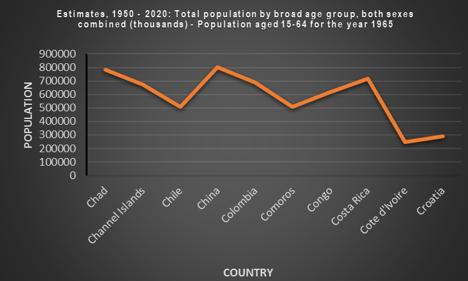 Estimates, 1950 - 2020: Total population by broad age group, both sexes
combined (thousands) - Population aged 15-64 for the year 1965
900000
800000
700000
600000
500000
400000
300000
200000
100000
0
POPULATION
Chad
Channel Islands
Chile
China
Colombia
Comoros
Congo
Costa Rica
Cote d'Ivoire
Croatia
COUNTRY